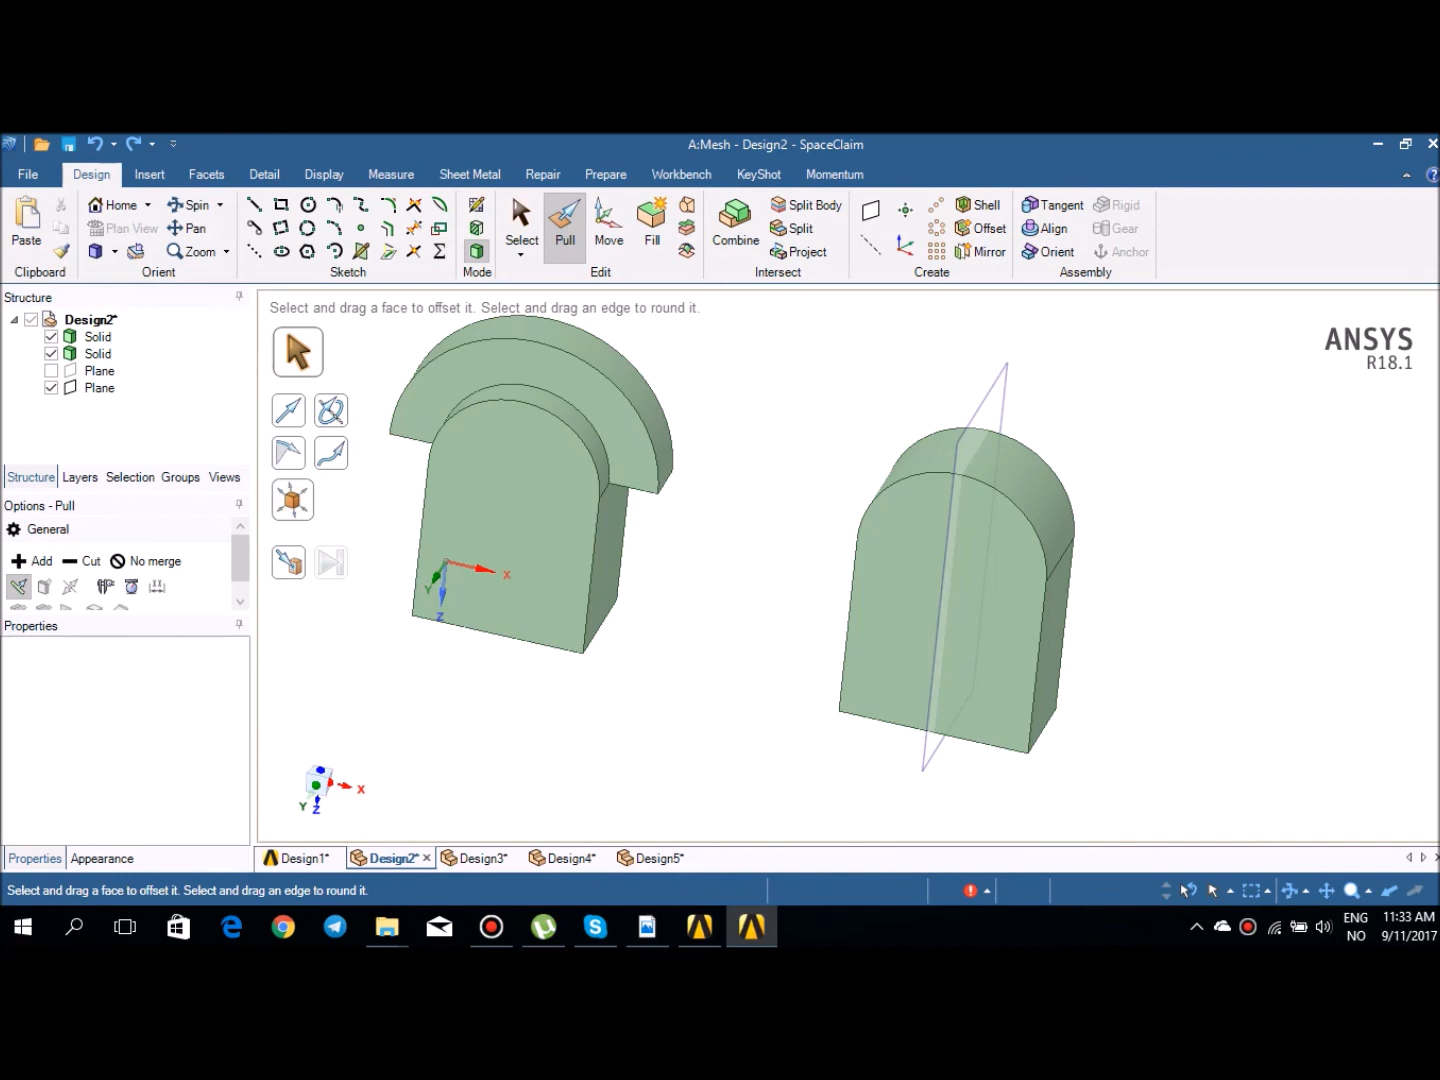 A:Mesh - Design2 - SpaceClaim
File Design Insert Facets Detail Display Measure Sheet Metal Repair Prepare Workbench KeyShot Momentum
Home Spin Select Pull Move Fill Combine Split Body Shell Tangent Rigid
Paste Plan View Pan Split Offset Align Gear
Zoom Project Mirror Orient Anchor
Clipboard Orient Sketch Mode Edit Intersect Create Assembly
Structure
Design2*
Solid
Solid
Plane
Plane
Structure Layers Selection Groups Views
Options - Pull
General
Add Cut No merge
Properties
Properties Appearance
Select and drag a face to offset it. Select and drag an edge to round it.
ANSYS
R18.1
X
Y
Z
X
Y Z
Design1* Design2* Design3* Design4* Design5*
Select and drag a face to offset it. Select and drag an edge to round it.
ENG 11:33 AM
NO 9/11/2017